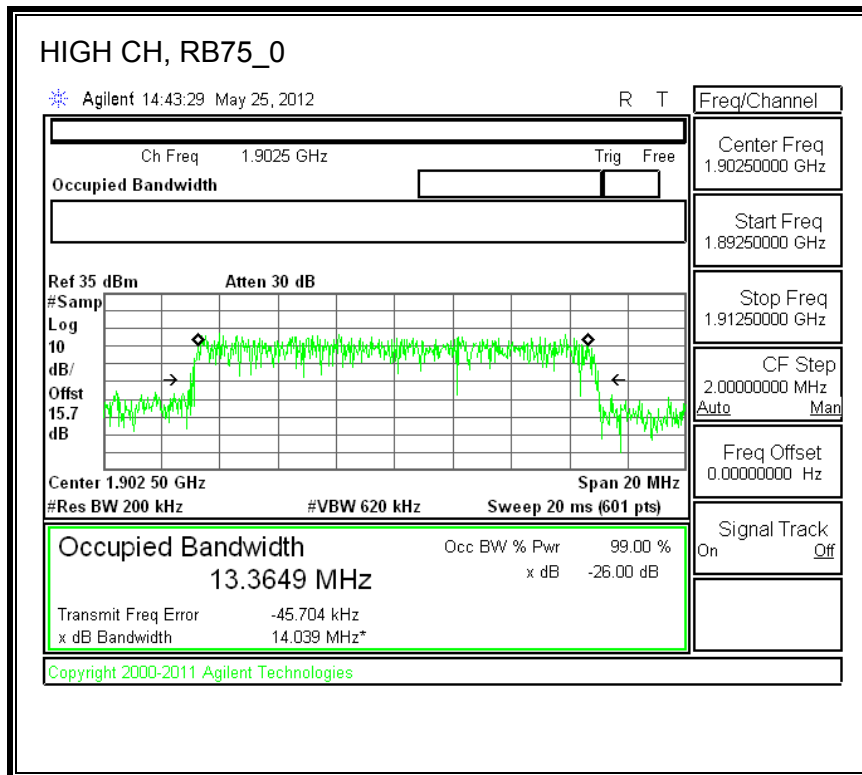 HIGH CH, RB75_0
Agilent 14:43:29 May 25, 2012 R T
Freq/Channel
Ch Freq 1.9025 GHz Trig Free
Occupied Bandwidth
Center Freq
1.90250000 GHz
Start Freq
1.89250000 GHz
Stop Freq
1.91250000 GHz
CF Step
2.00000000 MHz
Auto Man
Freq Offset
0.00000000 Hz
Signal Track
On Off
Ref 35 dBm Atten 30 dB
#Samp
Log
10
dB/
Offst
15.7
dB
Center 1.902 50 GHz Span 20 MHz
#Res BW 200 kHz #VBW 620 kHz Sweep 20 ms (601 pts)
Occupied Bandwidth Occ BW % Pwr 99.00 %
13.3649 MHz x dB -26.00 dB
Transmit Freq Error -45.704 kHz
x dB Bandwidth 14.039 MHz*
Copyright 2000-2011 Agilent Technologies